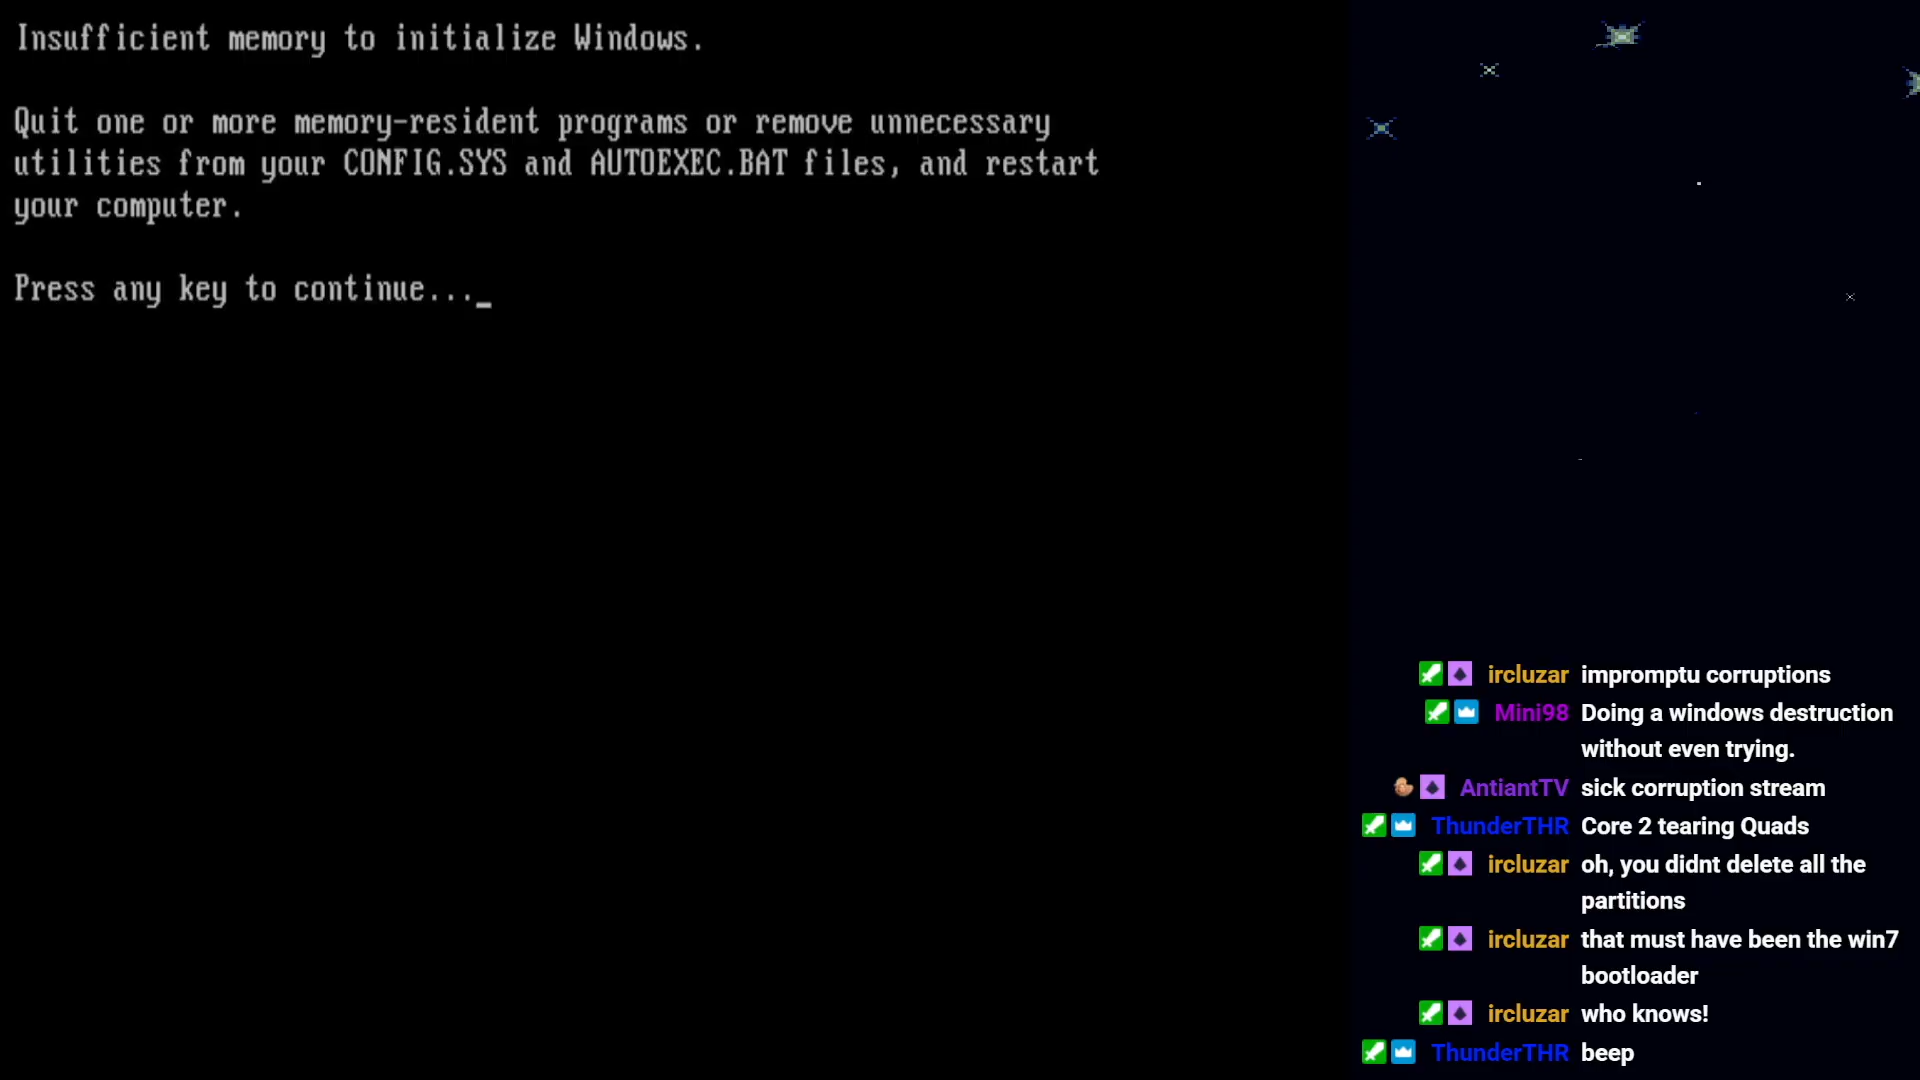 Insufficient memory to initialize Windows.
Quit one or more memory-resident programs or remove unnecessary
utilities from your CONFIG.SYS and AUTOEXEC.BAT files, and restart
your computer.
Press any key to continue..._
ircluzar impromptu corruptions
Mini98 Doing a windows destruction
without even trying.
AntiantTV sick corruption stream
ThunderTHR Core 2 tearing Quads
ircluzar oh, you didnt delete all the
partitions
ircluzar that must have been the win7
bootloader
ircluzar who knows!
ThunderTHR beep